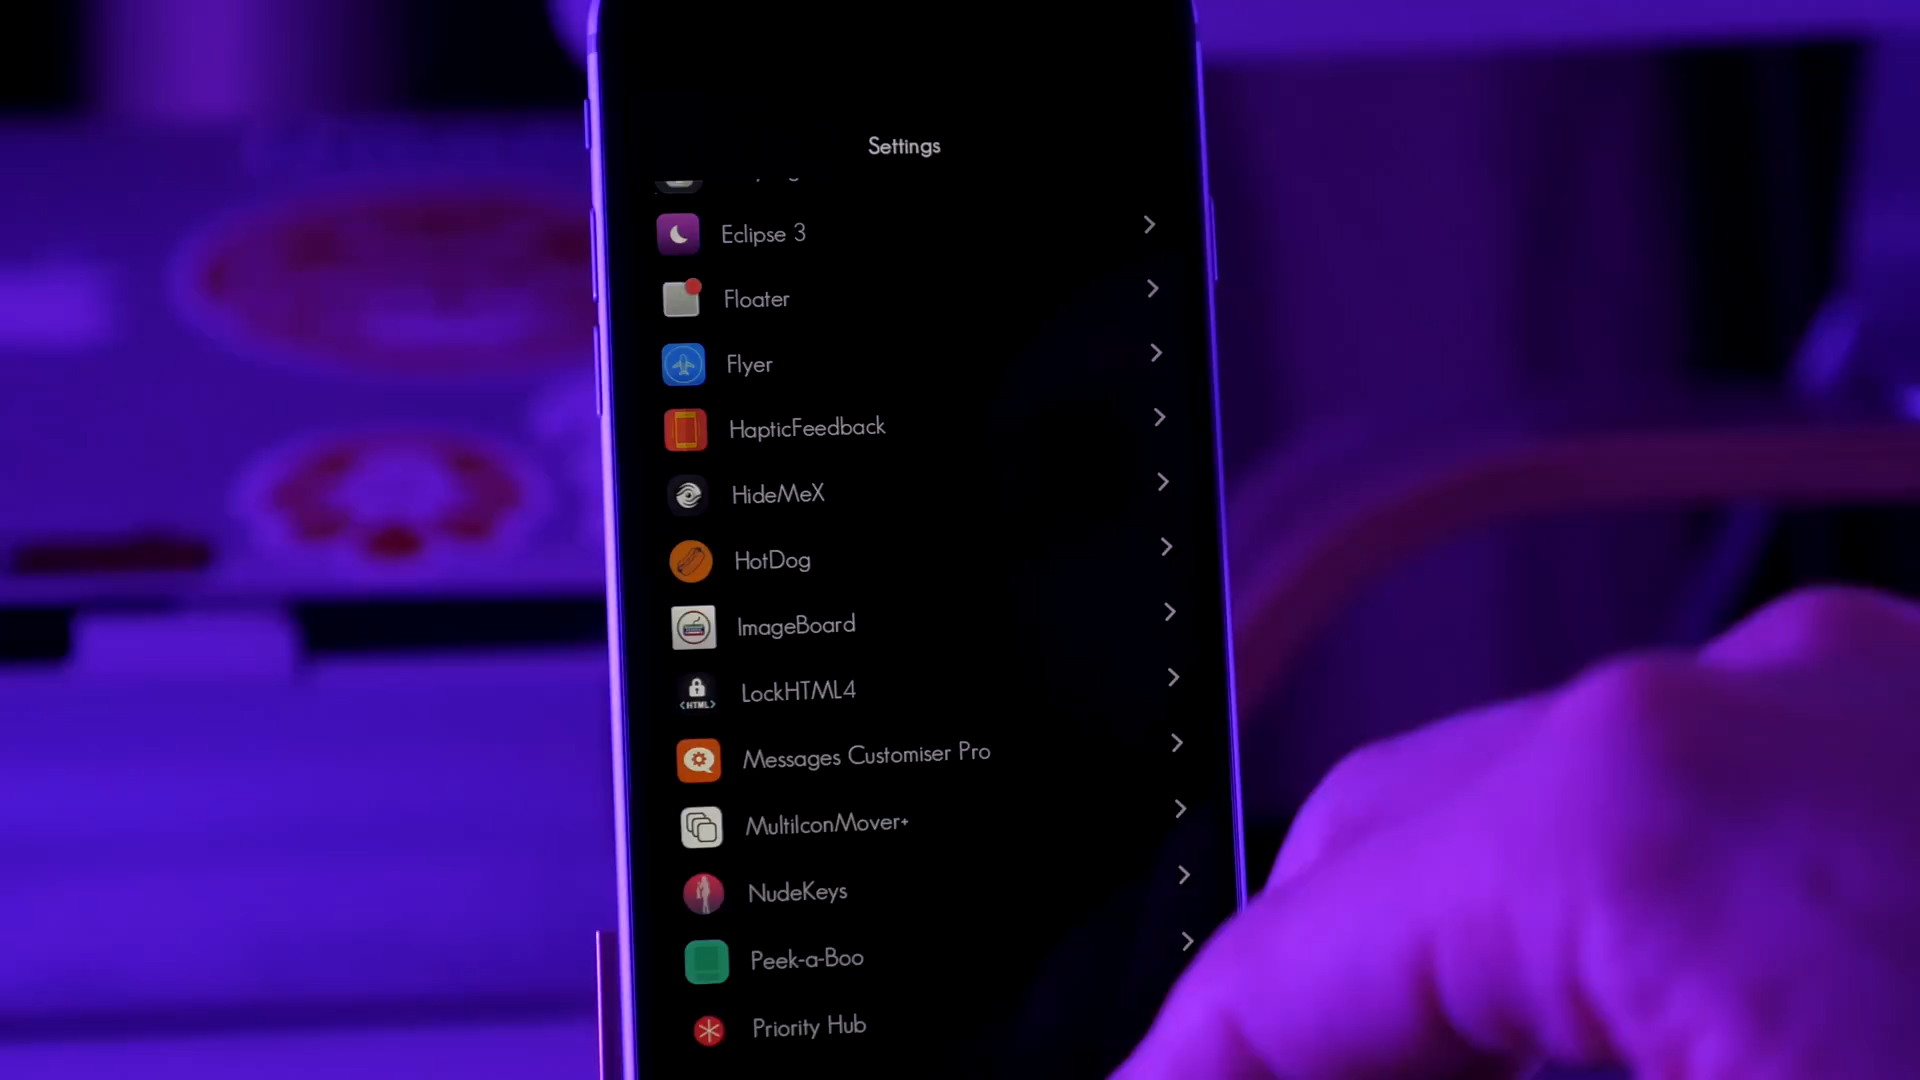 Settings
Eclipse 3
Floater
Flyer
HapticFeedback
HideMeX
HotDog
ImageBoard
LockHTML4
<HTML>
Messages Customiser Pro
MultiIconMover+
NudeKeys
Peek-a-Boo
Priority Hub